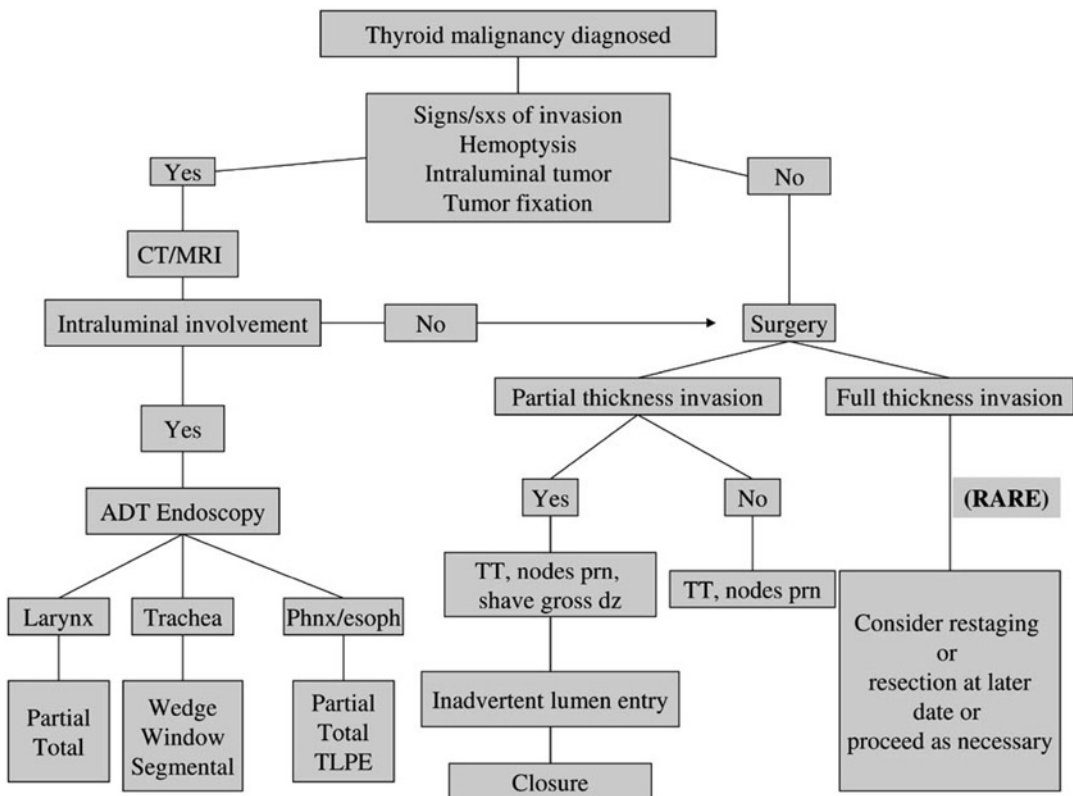 Thyroid malignancy diagnosed
Signs/sxs of invasion
Hemoptysis
Intraluminal tumor
Tumor fixation
Yes
No
CT/MRI
Intraluminal involvement
No
Surgery
Partial thickness invasion
Full thickness invasion
Yes
Yes
No
(RARE)
ADT Endoscopy
TT, nodes prn,
shave gross dz
TT, nodes prn
Consider restaging
or
resection at later
date or
proceed as necessary
Larynx
Trachea
Phnx/esoph
Partial
Total
Wedge
Window
Segmental
Partial
Total
TLPE
Inadvertent lumen entry
Closure